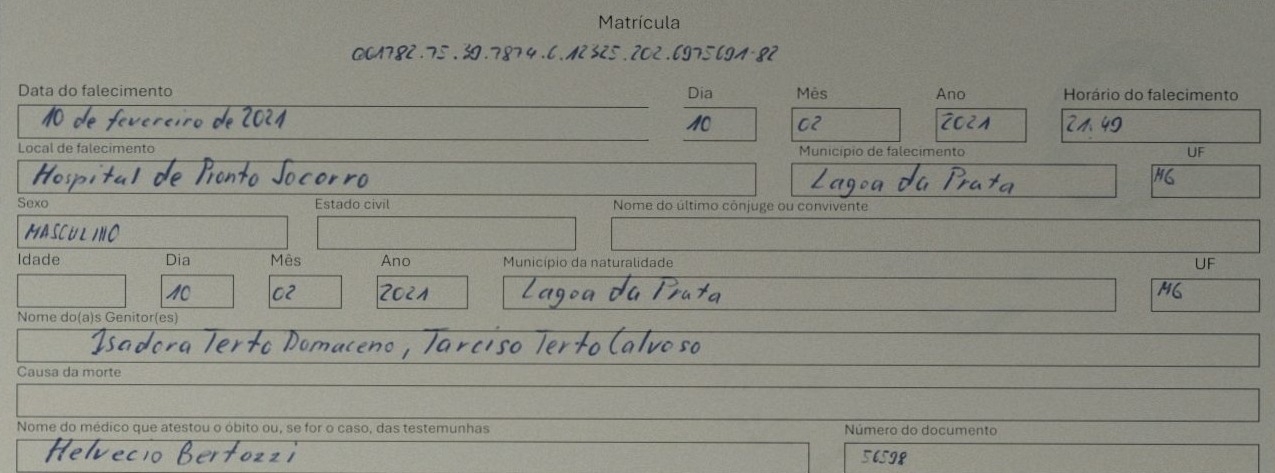 Matrícula
061782.75.39.7874.6.12325.202.6975691-82
Data do falecimento Dia Mês Ano Horário do falecimento
10 de fevereiro de 2021 10 02 2021 21.49
Local de falecimento Município de falecimento UF
Hospital de Pronto Socorro Lagoa da Prata MG
Sexo Estado civil Nome do último cônjuge ou convivente
MASCULINO
Idade Dia Mês Ano Município da naturalidade UF
10 02 2021 Lagoa da Prata MG
Nome do(a)s Genitor(es)
Isadora Terto Domaceno, Tarciso Terto Calvoso
Causa da morte
Nome do médico que atestou o óbito ou, se for o caso, das testemunhas Número do documento
Helvecio Bertozzi 56598